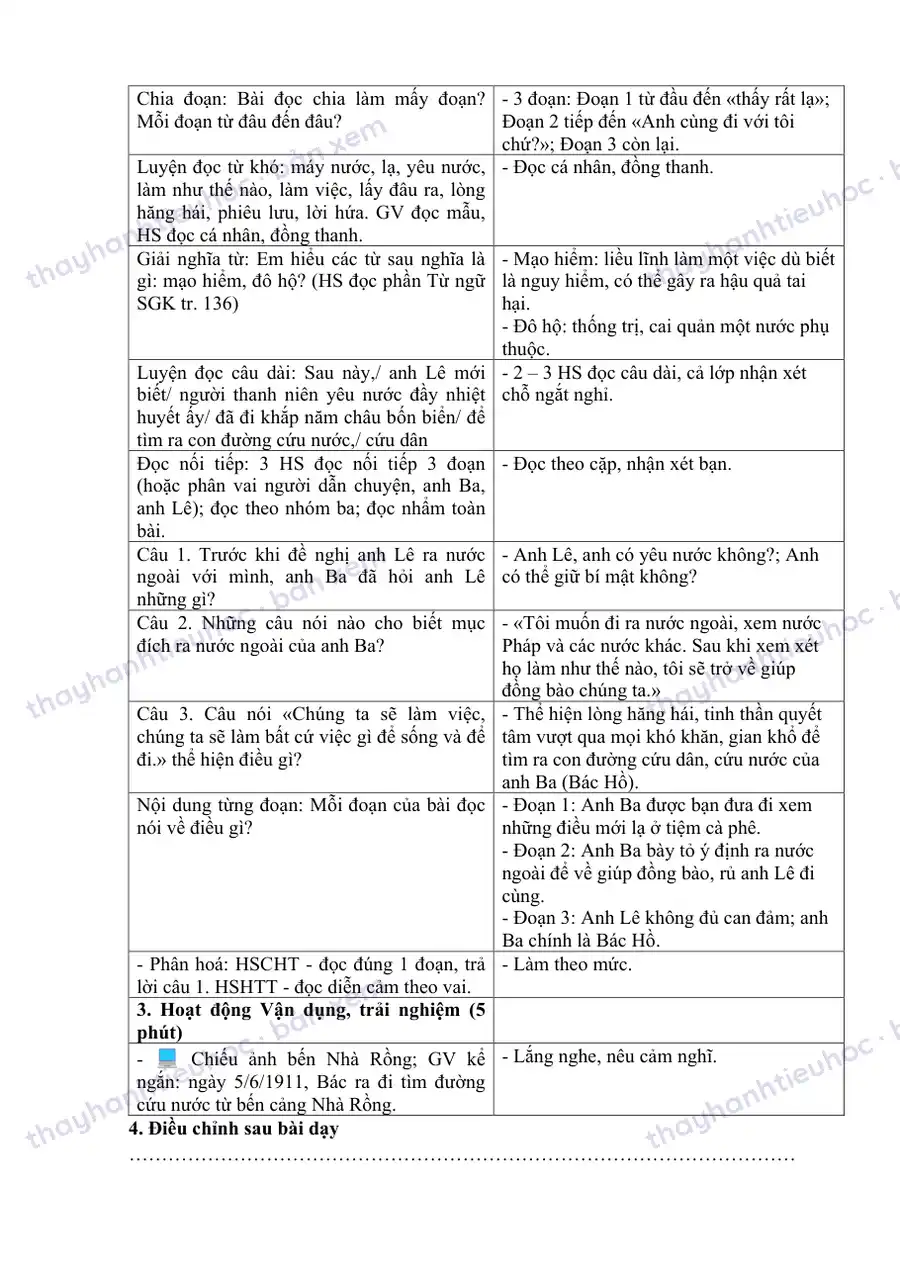 Chia đoạn: Bài đọc chia làm mấy đoạn?
Mỗi đoạn từ đâu đến đâu?
- 3 đoạn: Đoạn 1 từ đầu đến «thấy rất lạ»;
Đoạn 2 tiếp đến «Anh cùng đi với tôi
chứ?»; Đoạn 3 còn lại.
Luyện đọc từ khó: máy nước, lạ, yêu nước,
làm như thế nào, làm việc, lấy đâu ra, lòng
hăng hái, phiêu lưu, lời hứa. GV đọc mẫu,
HS đọc cá nhân, đồng thanh.
- Đọc cá nhân, đồng thanh.
Giải nghĩa từ: Em hiểu các từ sau nghĩa là
gì: mạo hiểm, đô hộ? (HS đọc phần Từ ngữ
SGK tr. 136)
- Mạo hiểm: liều lĩnh làm một việc dù biết
là nguy hiểm, có thể gây ra hậu quả tai
hại.
- Đô hộ: thống trị, cai quản một nước phụ
thuộc.
Luyện đọc câu dài: Sau này,/ anh Lê mới
biết/ người thanh niên yêu nước đầy nhiệt
huyết ấy/ đã đi khắp năm châu bốn biển/ để
tìm ra con đường cứu nước,/ cứu dân
- 2 – 3 HS đọc câu dài, cả lớp nhận xét
chỗ ngắt nghỉ.
Đọc nối tiếp: 3 HS đọc nối tiếp 3 đoạn
(hoặc phân vai người dẫn chuyện, anh Ba,
anh Lê); đọc theo nhóm ba; đọc nhẩm toàn
bài.
- Đọc theo cặp, nhận xét bạn.
Câu 1. Trước khi đề nghị anh Lê ra nước
ngoài với mình, anh Ba đã hỏi anh Lê
những gì?
- Anh Lê, anh có yêu nước không?; Anh
có thể giữ bí mật không?
Câu 2. Những câu nói nào cho biết mục
đích ra nước ngoài của anh Ba?
- «Tôi muốn đi ra nước ngoài, xem nước
Pháp và các nước khác. Sau khi xem xét
họ làm như thế nào, tôi sẽ trở về giúp
đồng bào chúng ta.»
Câu 3. Câu nói «Chúng ta sẽ làm việc,
chúng ta sẽ làm bất cứ việc gì để sống và để
đi.» thể hiện điều gì?
- Thể hiện lòng hăng hái, tinh thần quyết
tâm vượt qua mọi khó khăn, gian khổ để
tìm ra con đường cứu dân, cứu nước của
anh Ba (Bác Hồ).
Nội dung từng đoạn: Mỗi đoạn của bài đọc
nói về điều gì?
- Đoạn 1: Anh Ba được bạn đưa đi xem
những điều mới lạ ở tiệm cà phê.
- Đoạn 2: Anh Ba bày tỏ ý định ra nước
ngoài để về giúp đồng bào, rủ anh Lê đi
cùng.
- Đoạn 3: Anh Lê không đủ can đảm; anh
Ba chính là Bác Hồ.
- Phân hoá: HSCHT - đọc đúng 1 đoạn, trả
lời câu 1. HSHTT - đọc diễn cảm theo vai.
- Làm theo mức.
3. Hoạt động Vận dụng, trải nghiệm (5
phút)
- Chiếu ảnh bến Nhà Rồng; GV kể
ngắn: ngày 5/6/1911, Bác ra đi tìm đường
cứu nước từ bến cảng Nhà Rồng.
- Lắng nghe, nêu cảm nghĩ.
4. Điều chỉnh sau bài dạy
……………………………………………………………………………………
thayhanhtieuhoc · bản xem
thayhanhtieuhoc · b
thayhanhtieuhoc · bản xem
thayhanhtieuhoc · b
thayhanhtieuhoc · bản xem
thayhanhtieuhoc · b